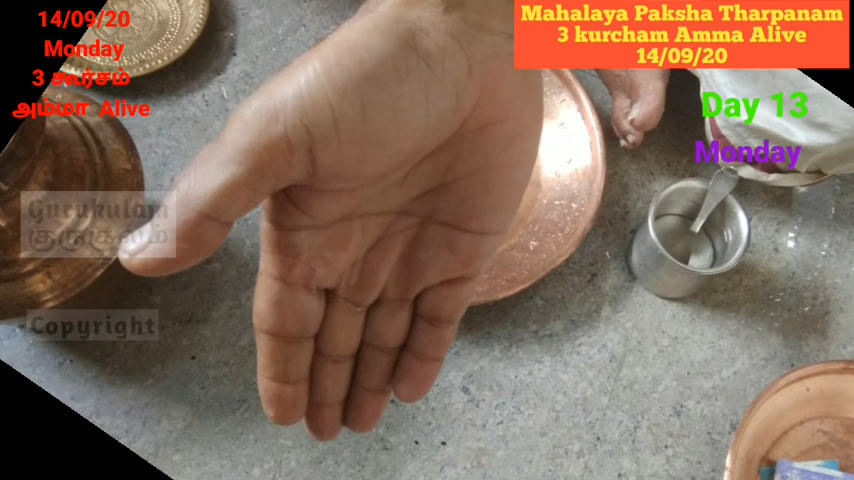 14/09/20
Monday
3 கூர்சம்
அம்மா Alive
Mahalaya Paksha Tharpanam
3 kurcham Amma Alive
14/09/20
Day 13
Monday
Gurukulam
குருகுலம்
Copyright